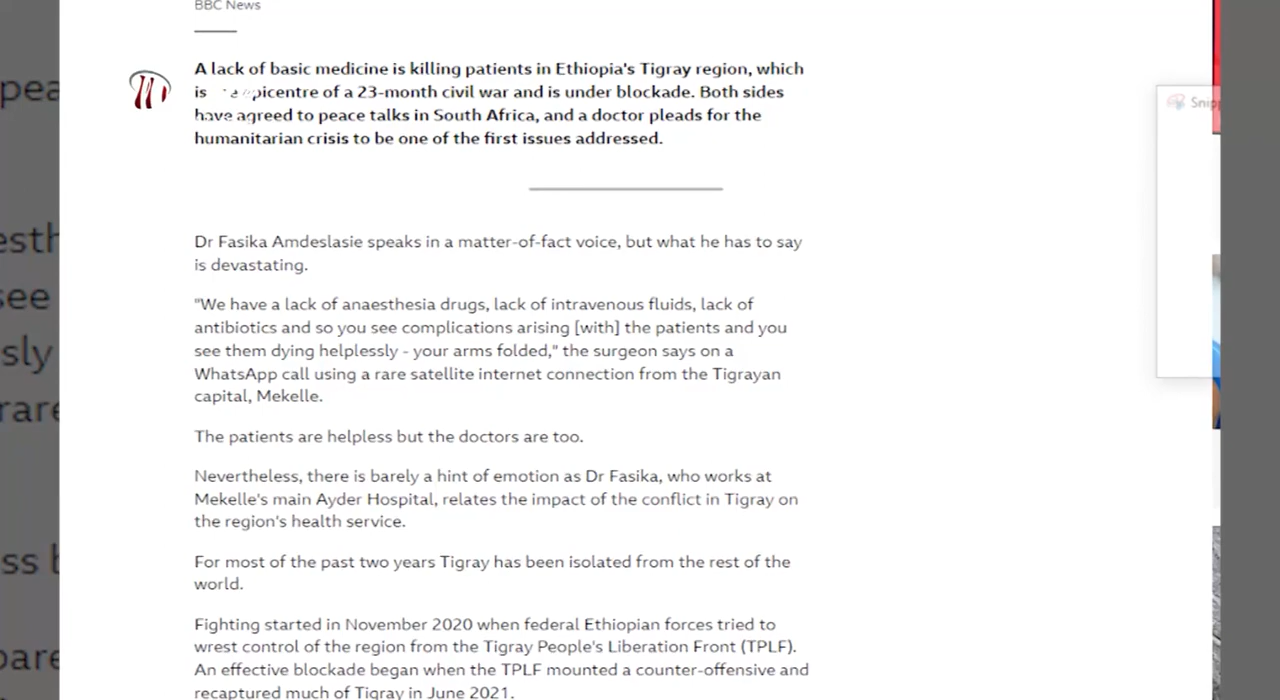 BBC News
A lack of basic medicine is killing patients in Ethiopia's Tigray region, which
is epicentre of a 23-month civil war and is under blockade. Both sides
have agreed to peace talks in South Africa, and a doctor pleads for the
humanitarian crisis to be one of the first issues addressed.
Dr Fasika Amdeslasie speaks in a matter-of-fact voice, but what he has to say
is devastating.
"We have a lack of anaesthesia drugs, lack of intravenous fluids, lack of
antibiotics and so you see complications arising [with] the patients and you
see them dying helplessly - your arms folded," the surgeon says on a
WhatsApp call using a rare satellite internet connection from the Tigrayan
capital, Mekelle.
The patients are helpless but the doctors are too.
Nevertheless, there is barely a hint of emotion as Dr Fasika, who works at
Mekelle's main Ayder Hospital, relates the impact of the conflict in Tigray on
the region's health service.
For most of the past two years Tigray has been isolated from the rest of the
world.
Fighting started in November 2020 when federal Ethiopian forces tried to
wrest control of the region from the Tigray People's Liberation Front (TPLF).
An effective blockade began when the TPLF mounted a counter-offensive and
recaptured much of Tigray in June 2021.